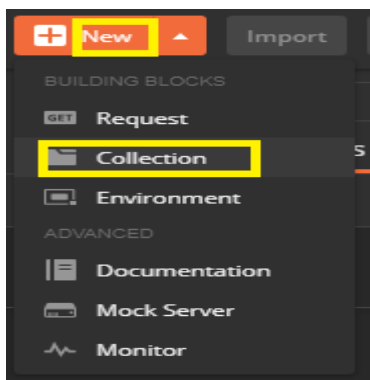 New Import
BUILDING BLOCKS
GET Request
Collection
s
Environment
ADVANCED
Documentation
Mock Server
Monitor